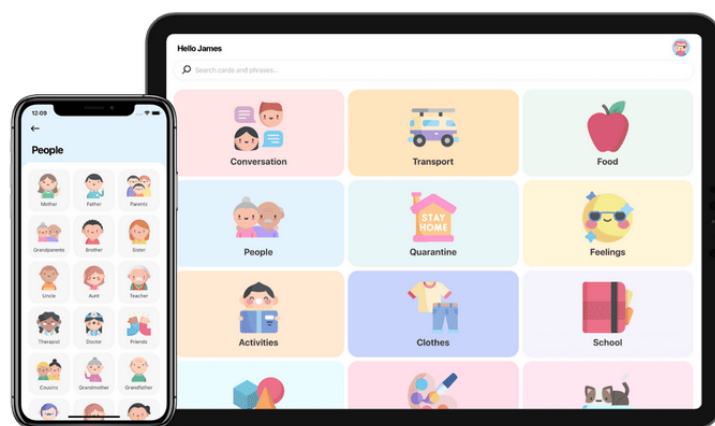 12:09
People
Mother Father Parents
Grandparents Brother Sister
Uncle Aunt Teacher
Therapist Doctor Friends
Cousins Grandmother Grandfather
Hello James
Search cards and phrases...
Conversation Transport Food
People Quarantine Feelings
STAY
HOME
Activities Clothes School